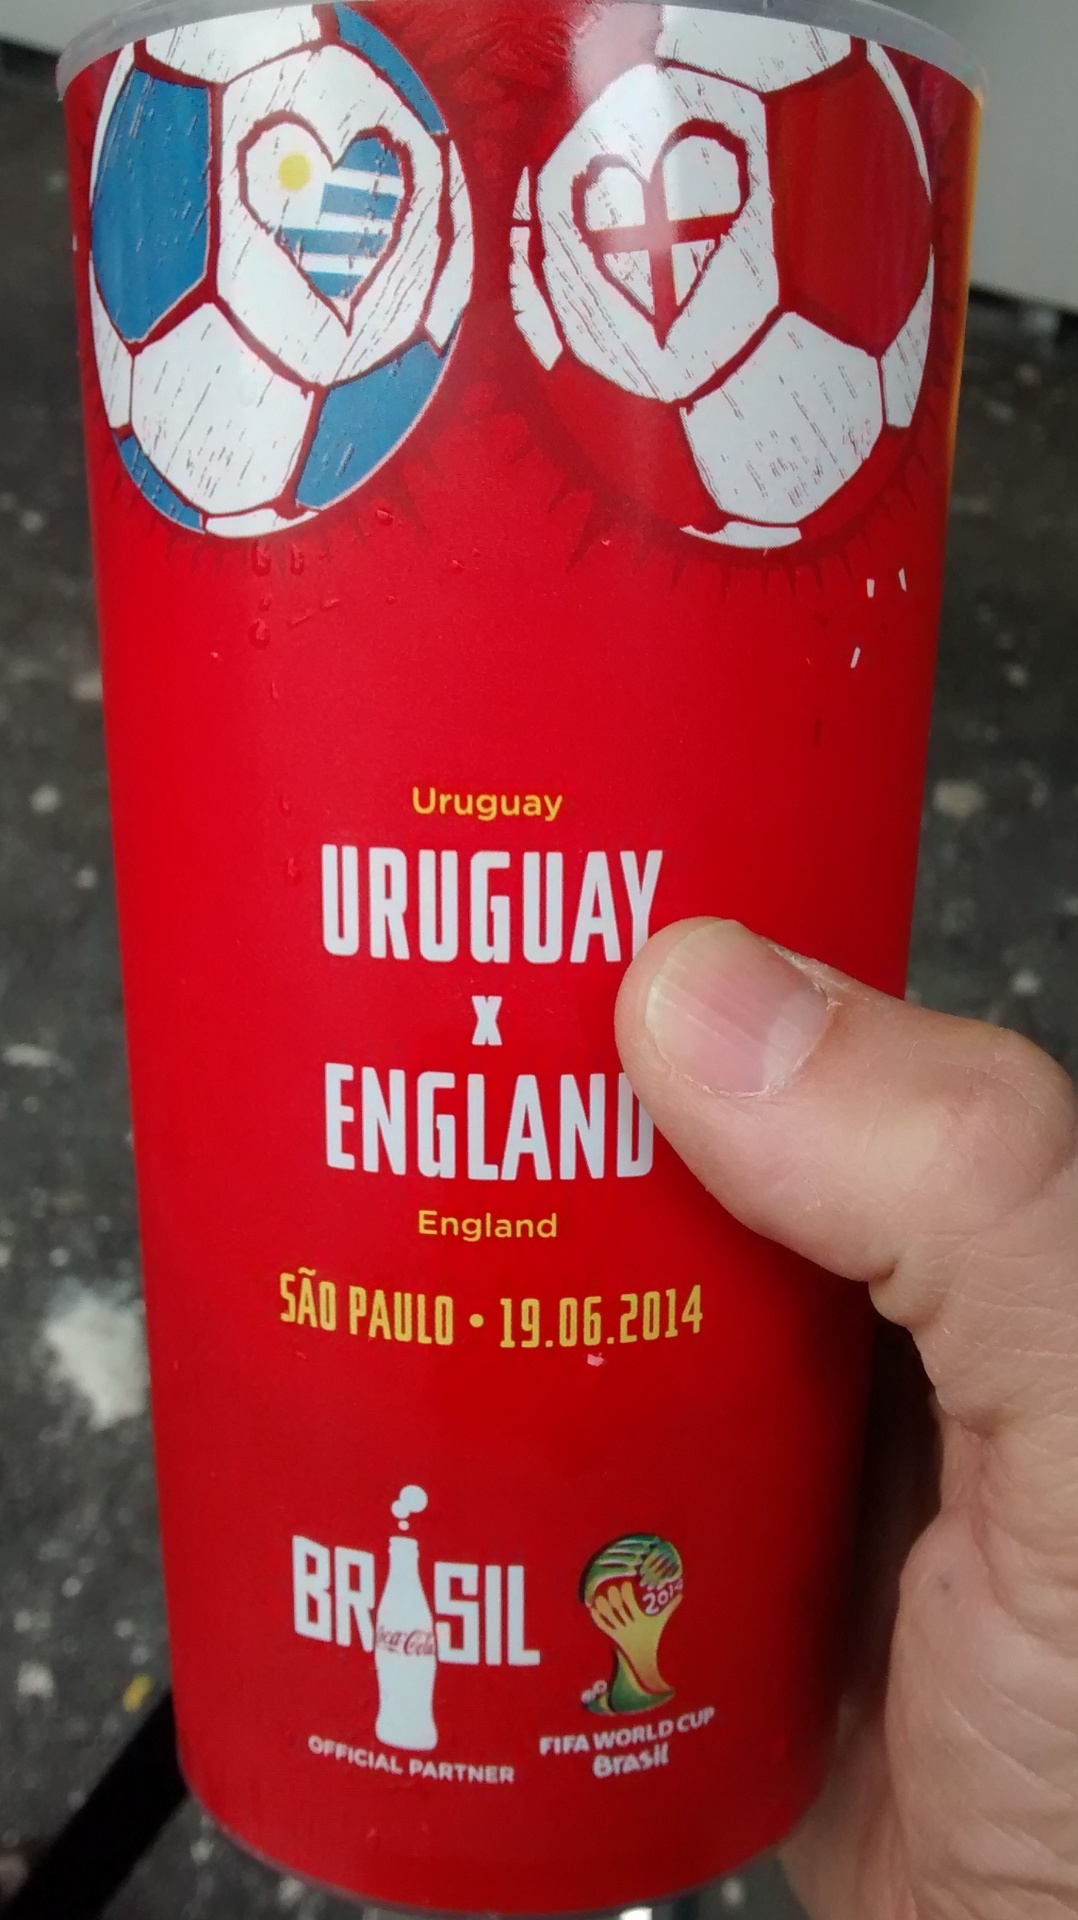 Uruguay
URUGUAY
x
ENGLAND
England
SÃO PAULO • 19.06.2014
BRASIL
Coca-Cola
OFFICIAL PARTNER
2014
FIFA WORLD CUP
Brasil